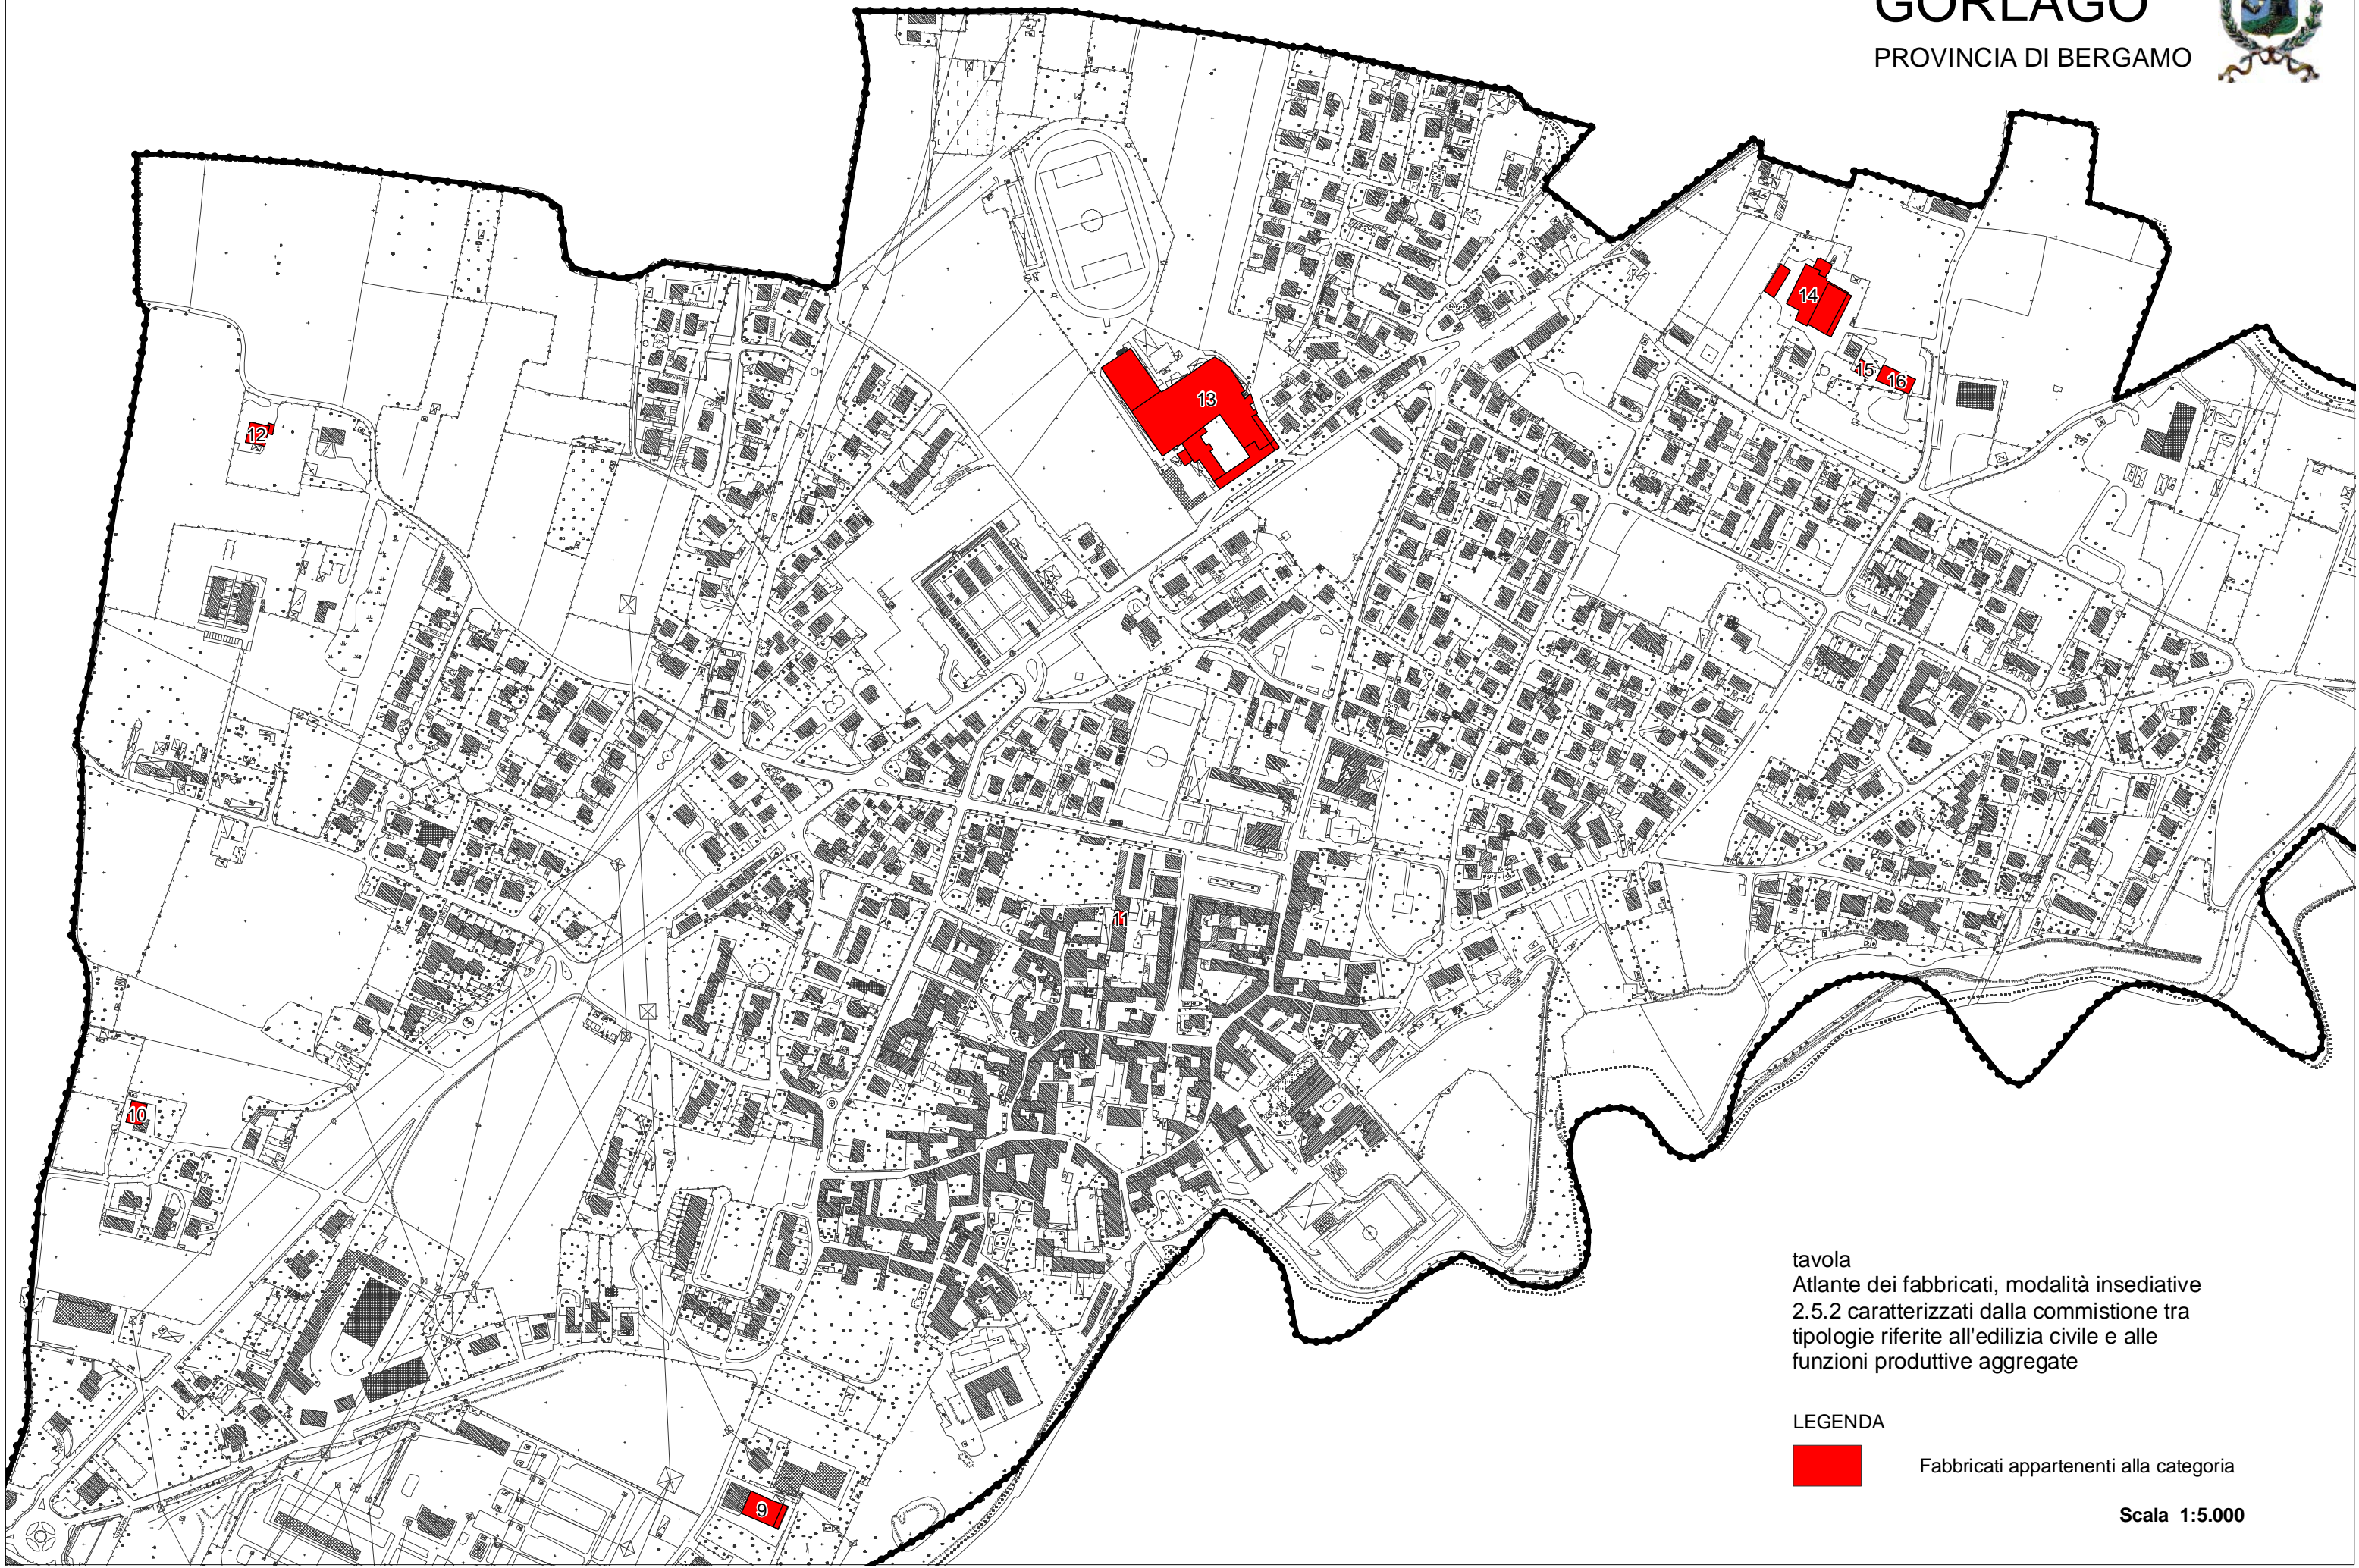 GORLAGO
PROVINCIA DI BERGAMO
14
15
16
13
12
11
10
9
tavola
Atlante dei fabbricati, modalità insediative
2.5.2 caratterizzati dalla commistione tra
tipologie riferite all'edilizia civile e alle
funzioni produttive aggregate
LEGENDA
Fabbricati appartenenti alla categoria
Scala 1:5.000